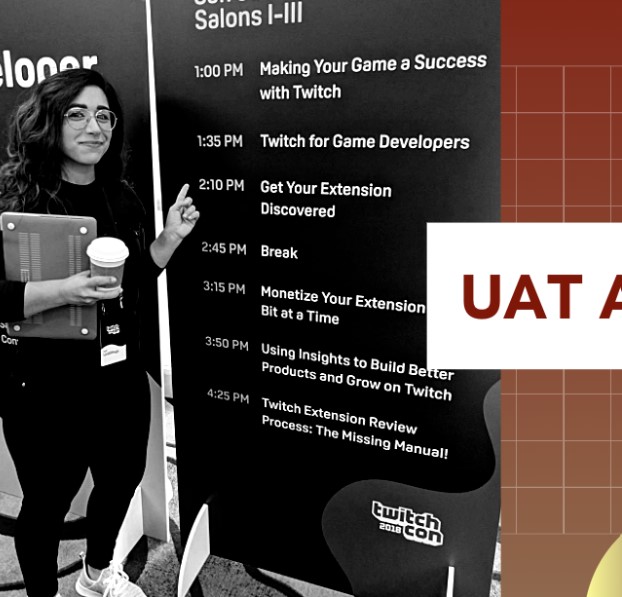 eloper
Salons I-III
1:00 PM Making Your Game a Success
with Twitch
1:35 PM Twitch for Game Developers
2:10 PM Get Your Extension
Discovered
2:45 PM Break
3:15 PM Monetize Your Extension
Bit at a Time
3:50 PM Using Insights to Build Better
Products and Grow on Twitch
4:25 PM Twitch Extension Review
Process: The Missing Manual!
twitch
2018 con
UAT A